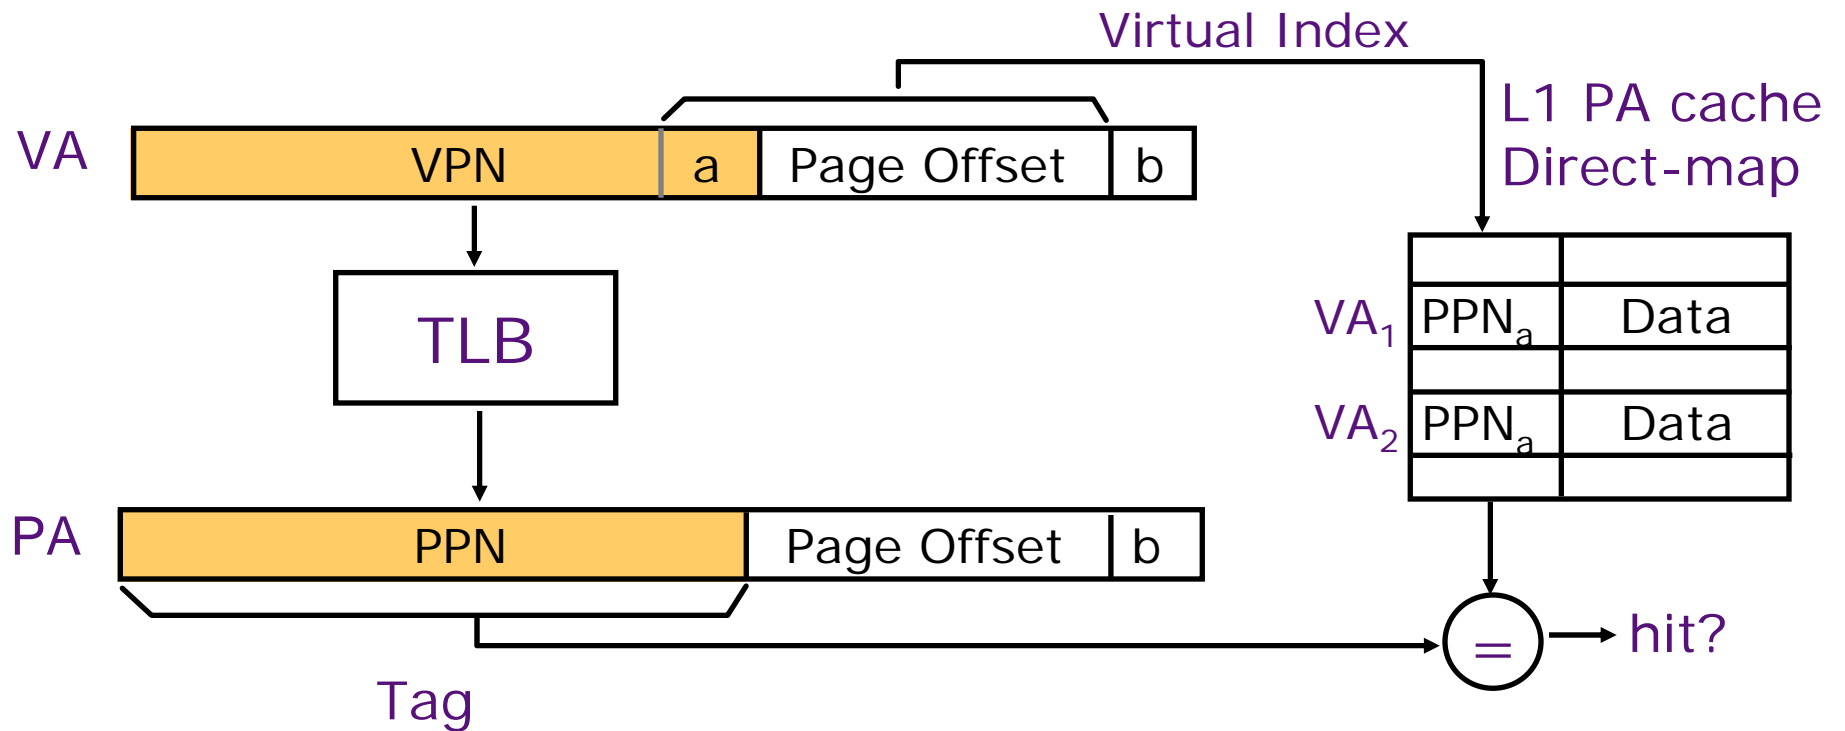 Virtual Index
L1 PA cache
Direct-map
VA
VPN
a
Page Offset
b
TLB
VA₁
PPNₐ
Data
VA₂
PPNₐ
Data
PA
PPN
Page Offset
b
=
hit?
Tag